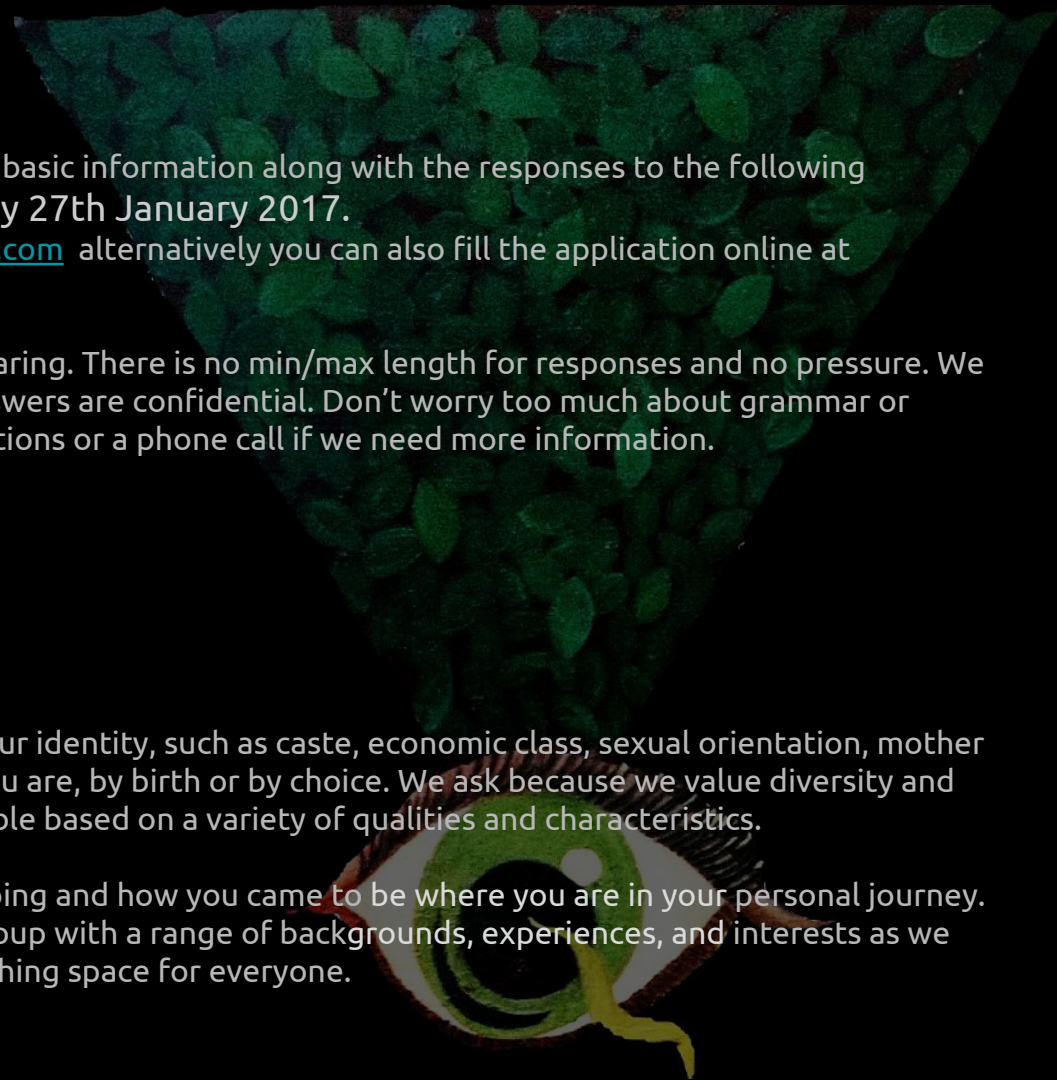 basic information along with the responses to the following
y 27th January 2017.
.com alternatively you can also fill the application online at
aring. There is no min/max length for responses and no pressure. We
swers are confidential. Don’t worry too much about grammar or
tions or a phone call if we need more information.
ur identity, such as caste, economic class, sexual orientation, mother
u are, by birth or by choice. We ask because we value diversity and
ple based on a variety of qualities and characteristics.
ping and how you came to be where you are in your personal journey.
oup with a range of backgrounds, experiences, and interests as we
hing space for everyone.